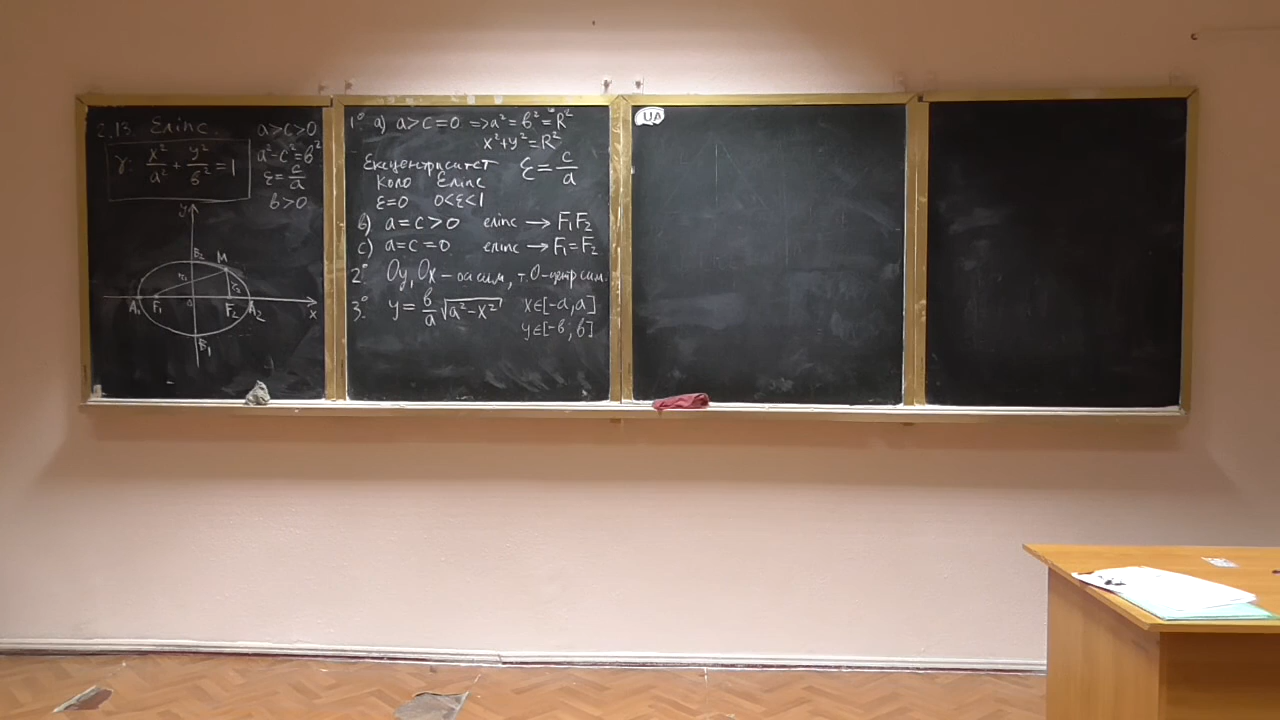 2.13. Еліпс.
γ: x²/a² + y²/b² = 1
a>c>0
a²-c²=b²
ε=c/a
b>0
y
B₂ M
r₁ r₂
A₁ F₁ 0 F₂ A₂ x
B₁
1° a) a>c=0 => a²=b²=R²
x²+y²=R²
Ексцентриситет ε=c/a
Коло Еліпс
ε=0 0<ε<1
b) a=c>0 еліпс → F₁F₂
c) a=c=0 еліпс → F₁=F₂
2° Oy, Ox – осі сим, т. O-центр сим.
3° y = b/a √a²-x² x∈[-a,a]
y∈[-b;b]
UA